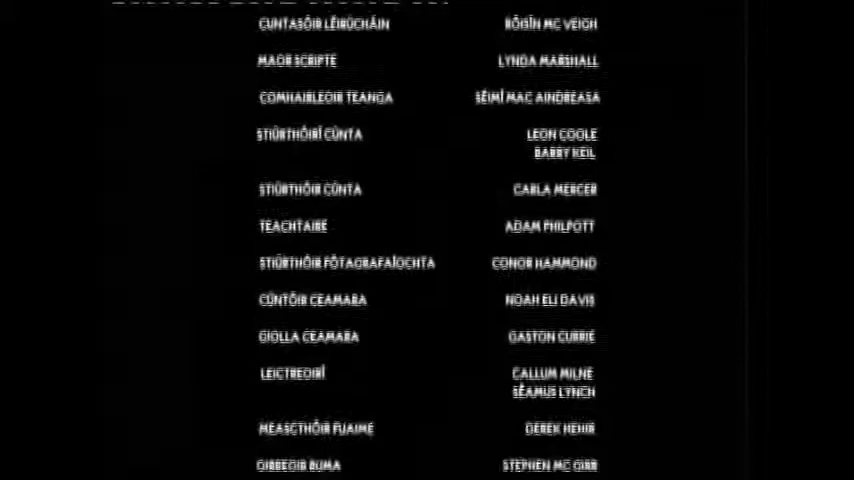 CUNTASÓIR LÉIRIÚCHÁIN RÓISÍN MC VEIGH
MAOR SCRIPTE LYNDA MARSHALL
COMHAIRLEOIR TEANGA SÉIMÍ MAC AINDREASA
STIÚRTHÓIRÍ CÚNTA LEON COOLE
BARRY NEIL
STIÚRTHÓIR CÚNTA CARLA MERCER
TEACHTAIRE ADAM PHILPOTT
STIÚRTHÓIR FÓTAGRAFAÍOCHTA CONOR HAMMOND
CÚNTÓIR CEAMARA NOAH ELI DAVIS
GIOLLA CEAMARA GASTON CURRIE
LEICTREOIRÍ CALLUM MILNE
SÉAMUS LYNCH
MEASCTHÓIR FUAIME DEREK HEHIR
OIBREOIR BUMA STEPHEN MC GIRR